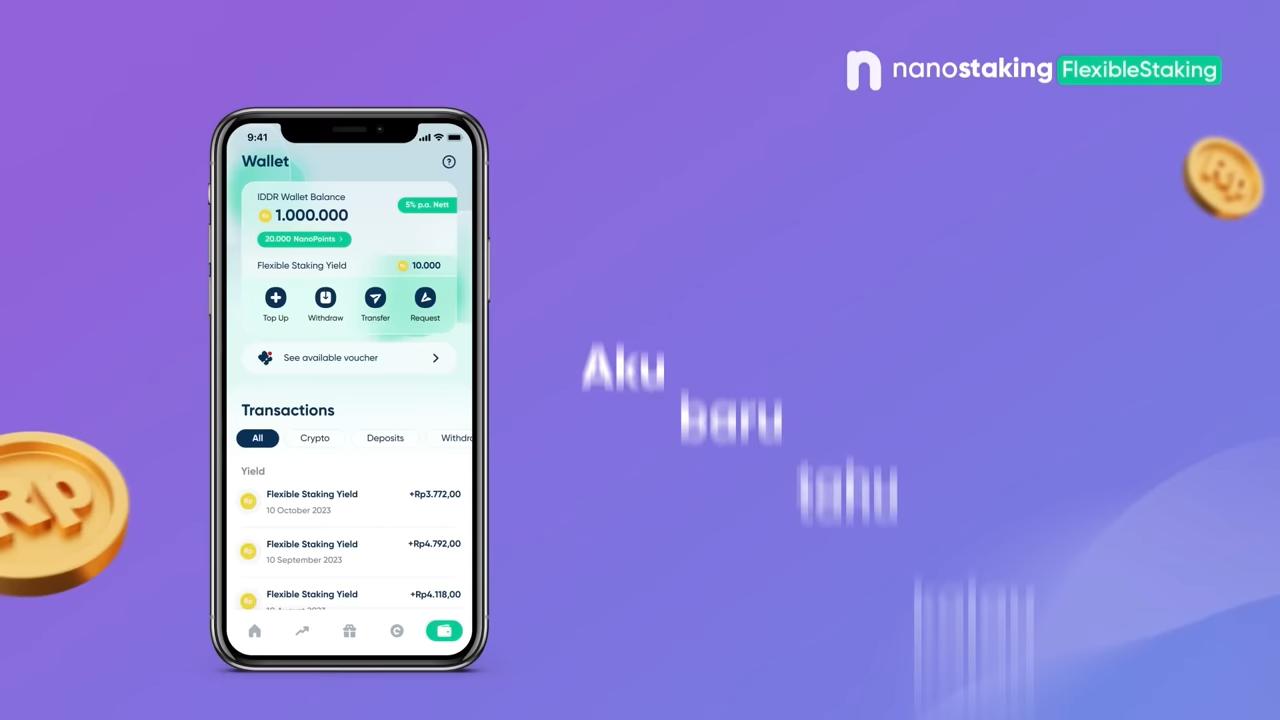 nanostaking FlexibleStaking
9:41
Wallet
IDDR Wallet Balance
5% p.a. Nett
1.000.000
20.000 NanoPoints
Flexible Staking Yield
10.000
Top Up Withdraw Transfer Request
See available voucher
Transactions
All Crypto Deposits
Yield
Flexible Staking Yield +Rp3.772,00
10 October 2023
Flexible Staking Yield +Rp4.792,00
10 September 2023
Flexible Staking Yield +Rp4.118,00
Rp
Aku
baru
tahu